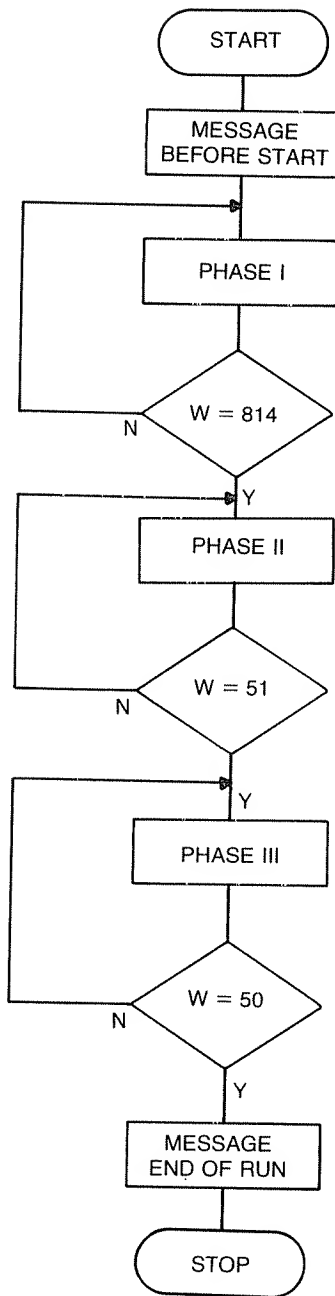 START
MESSAGE
BEFORE START
PHASE I
W = 814
N
Y
PHASE II
W = 51
N
Y
PHASE III
W = 50
N
Y
MESSAGE
END OF RUN
STOP